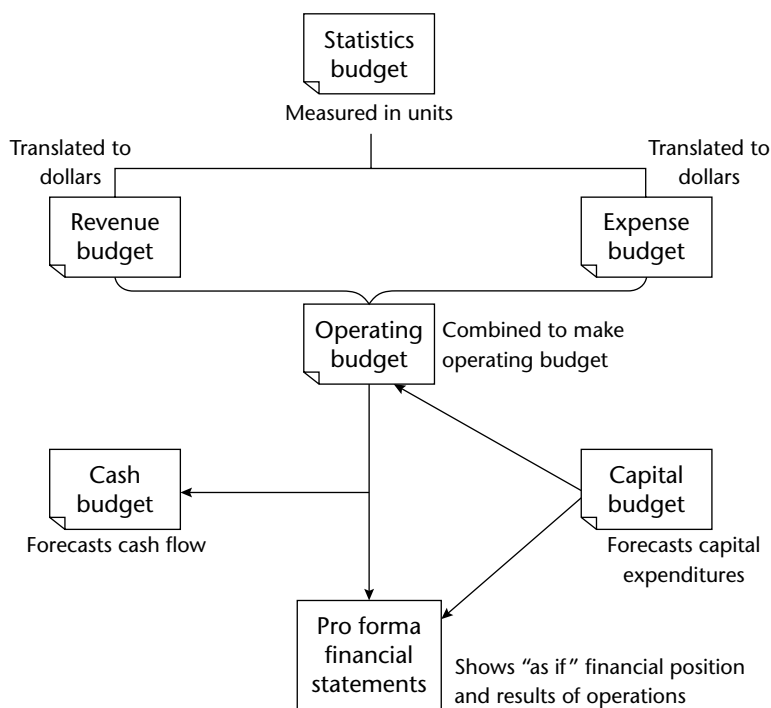 Statistics
budget
Measured in units
Translated to
dollars
Translated to
dollars
Revenue
budget
Expense
budget
Operating
budget
Combined to make
operating budget
Cash
budget
Forecasts cash flow
Capital
budget
Forecasts capital
expenditures
Pro forma
financial
statements
Shows “as if” financial position
and results of operations